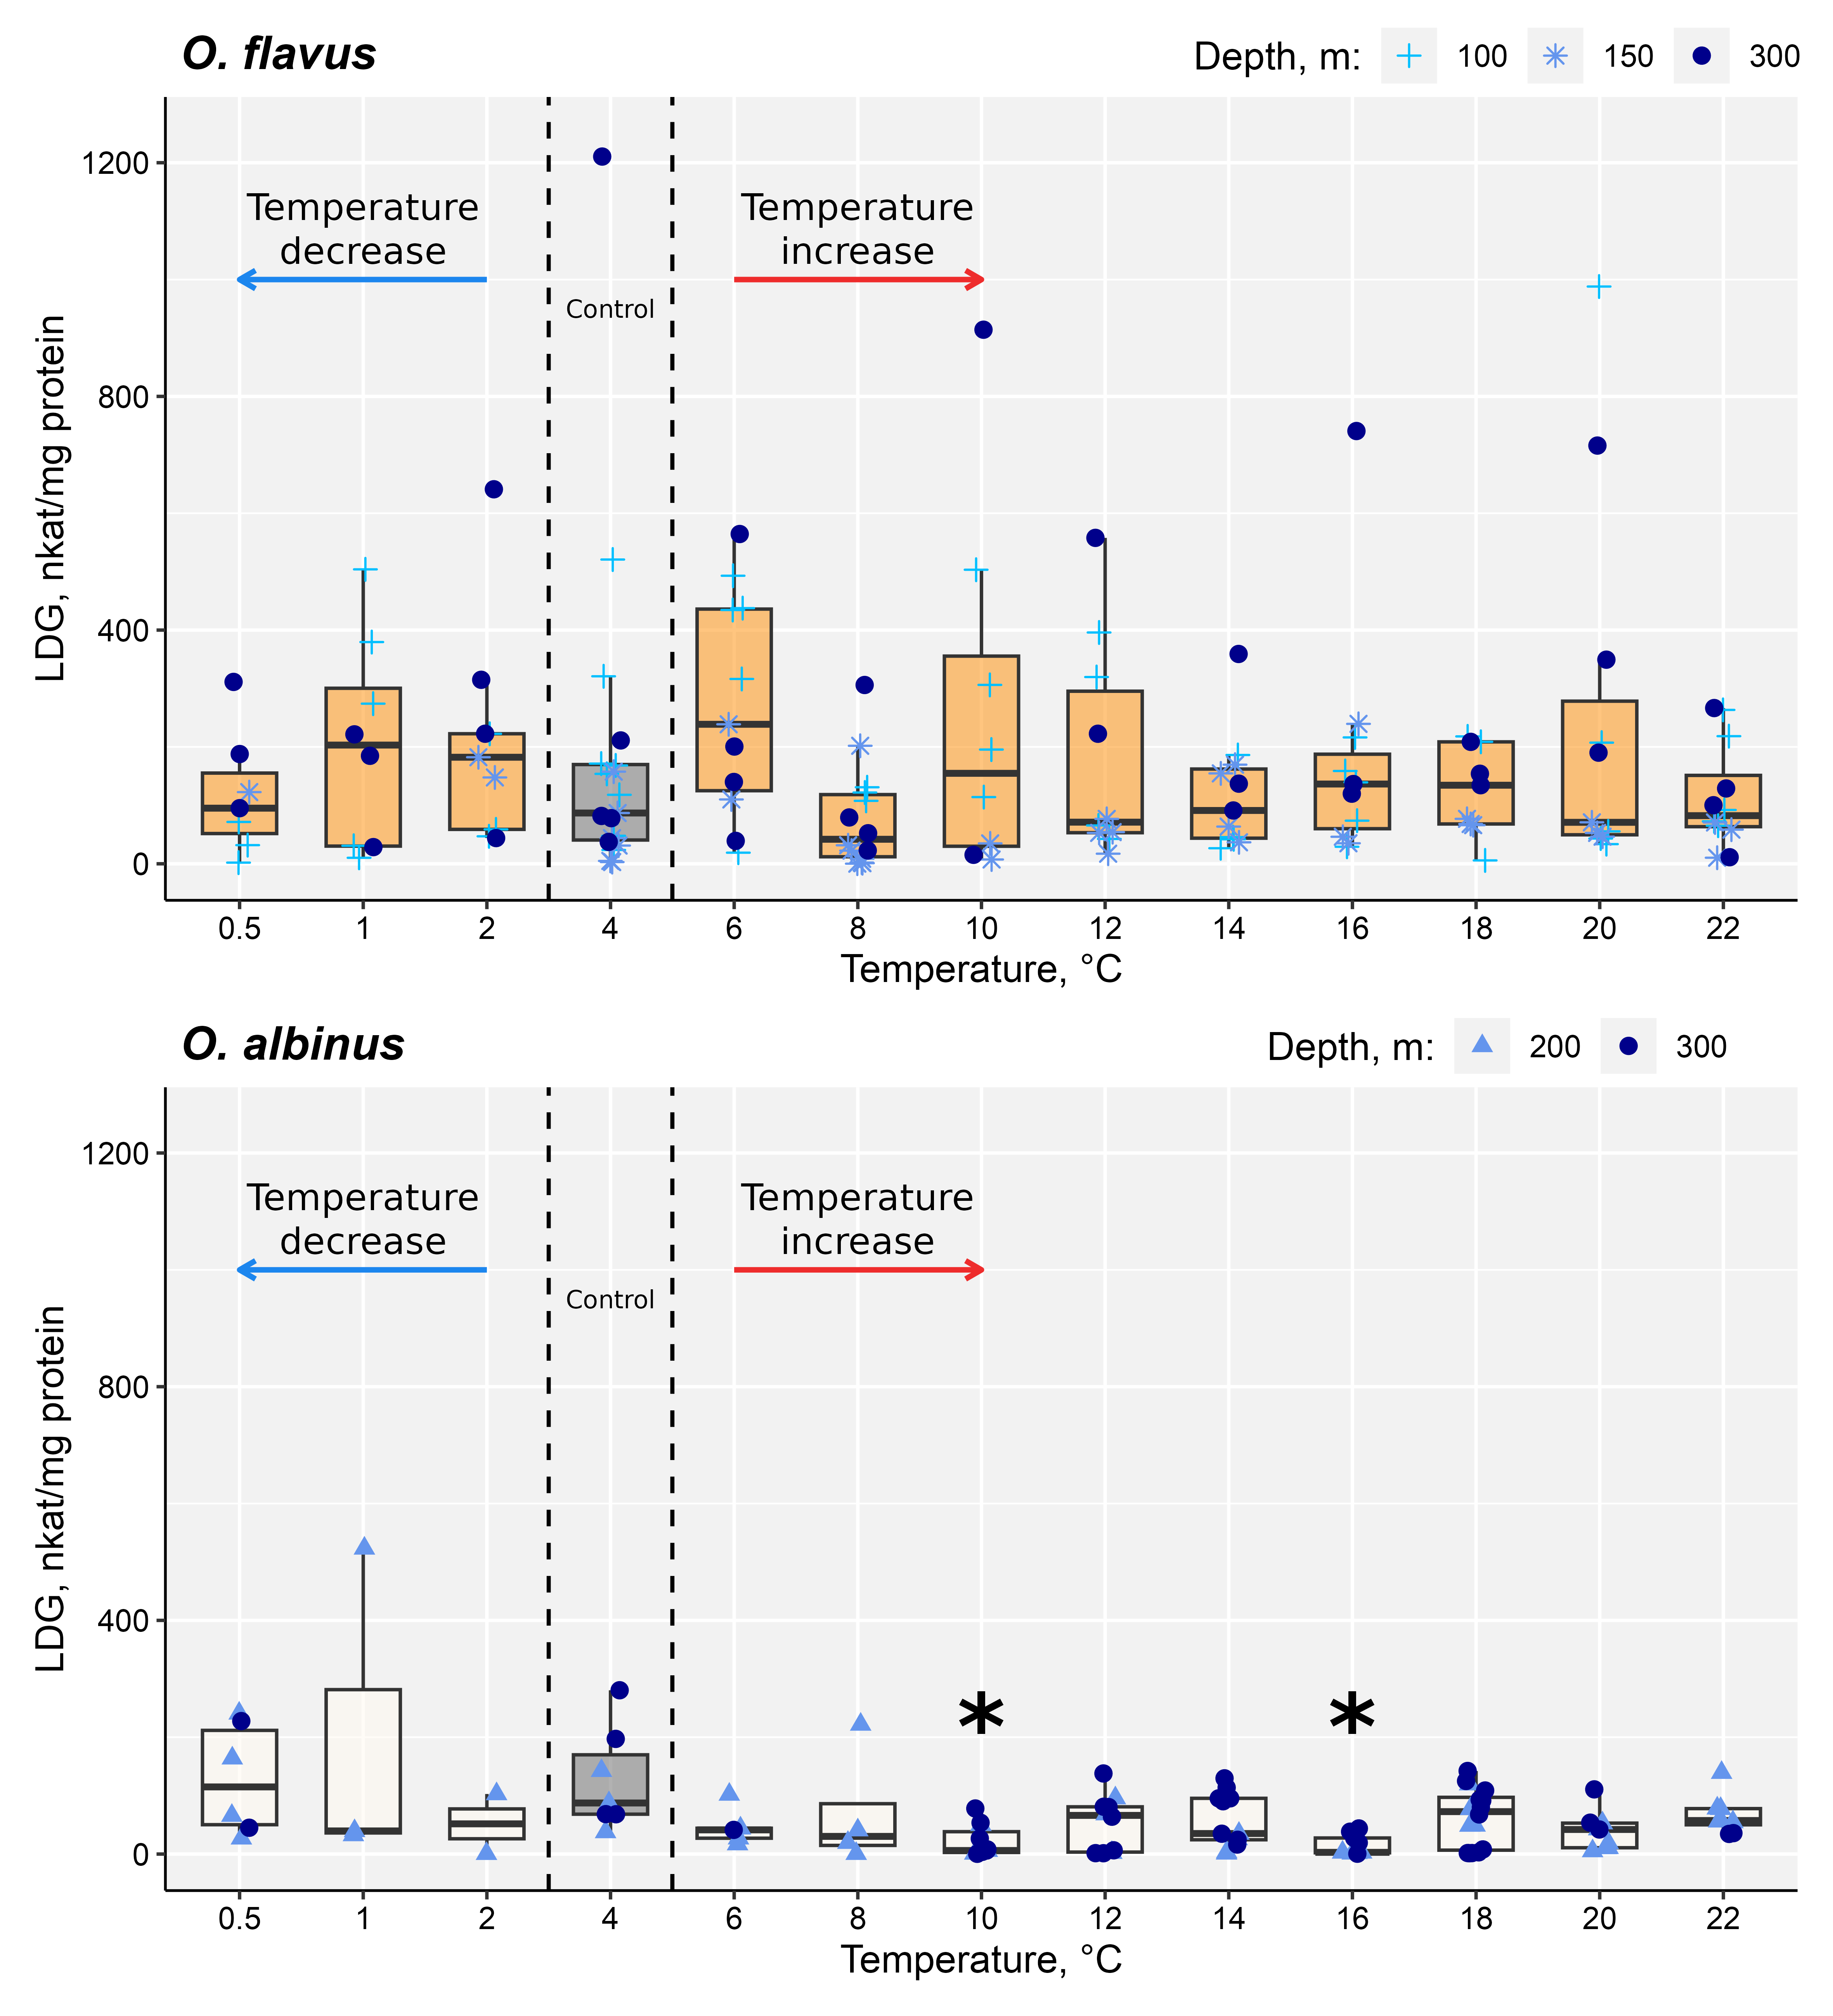 O. flavus
Depth, m: 100 150 300
LDG, nkat/mg protein
1200
800
400
0
Temperature
decrease
Control
Temperature
increase
0.5 1 2 4 6 8 10 12 14 16 18 20 22
Temperature, °C
O. albinus
Depth, m: 200 300
LDG, nkat/mg protein
1200
800
400
0
Temperature
decrease
Control
Temperature
increase
*
*
0.5 1 2 4 6 8 10 12 14 16 18 20 22
Temperature, °C